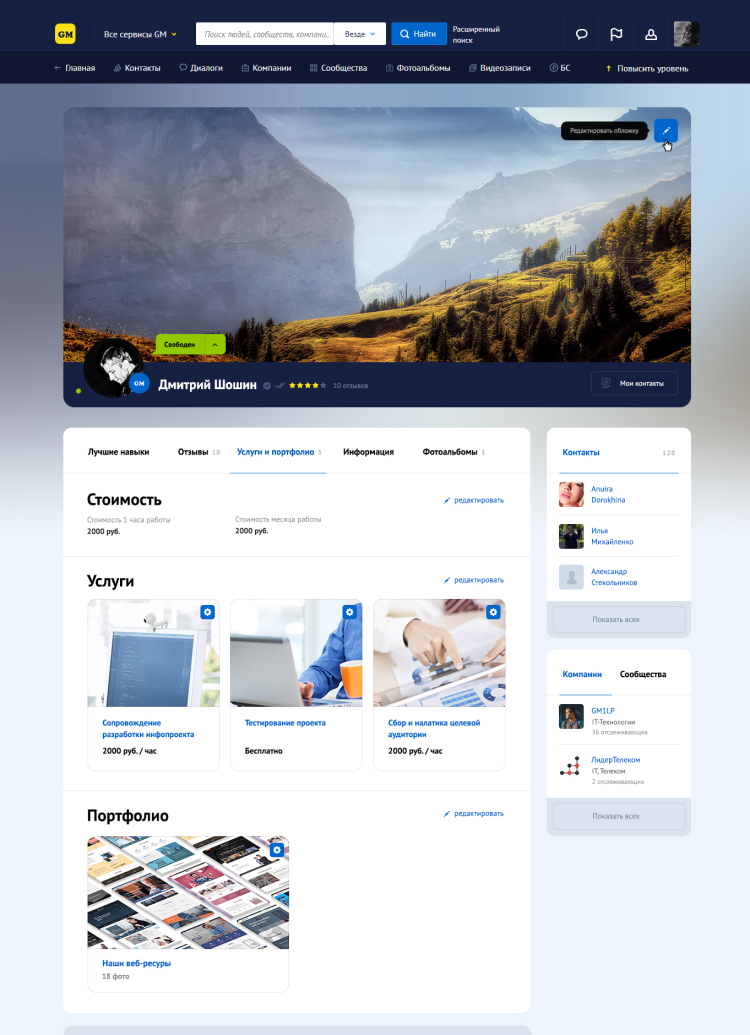 GM
Все сервисы GM
Поиск людей, сообществ, компани..
Везде
Найти
Расширенный
поиск
Главная
Контакты
Диалоги
Компании
Сообщества
Фотоальбомы
Видеозаписи
БС
Повысить уровень
Редактировать обложку
Свободен
GM
Дмитрий Шошин
10 отзывов
Мои контакты
Лучшие навыки
Отзывы 10
Услуги и портфолио 3
Информация
Фотоальбомы 3
Стоимость
редактировать
Стоимость 1 часа работы
2000 руб.
Стоимость месяца работы
2000 руб.
Услуги
редактировать
Сопровождение
разработки инфопроекта
2000 руб. / час
Тестирование проекта
Бесплатно
Сбор и налатика целевой
аудитории
2000 руб. / час
Портфолио
редактировать
Наши веб-ресуры
18 фото
Контакты
120
Anuira
Dorokhina
Илья
Михайленко
Александр
Стекольников
Показать всех
Компании
Сообщества
GM1LP
IT-Технологии
36 отслеживающих
ЛидерТелеком
IT, Телеком
2 отслеживающих
Показать всех